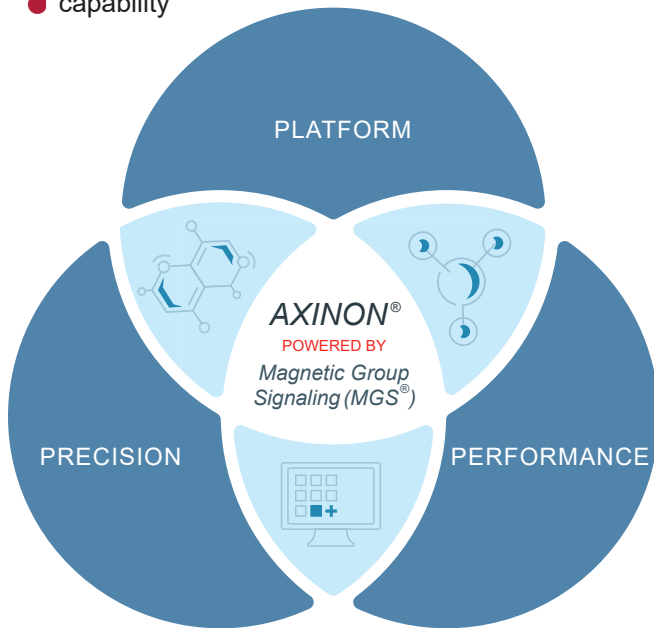 capability
PLATFORM
AXINON®
POWERED BY
Magnetic Group
Signaling (MGS®)
PRECISION
PERFORMANCE